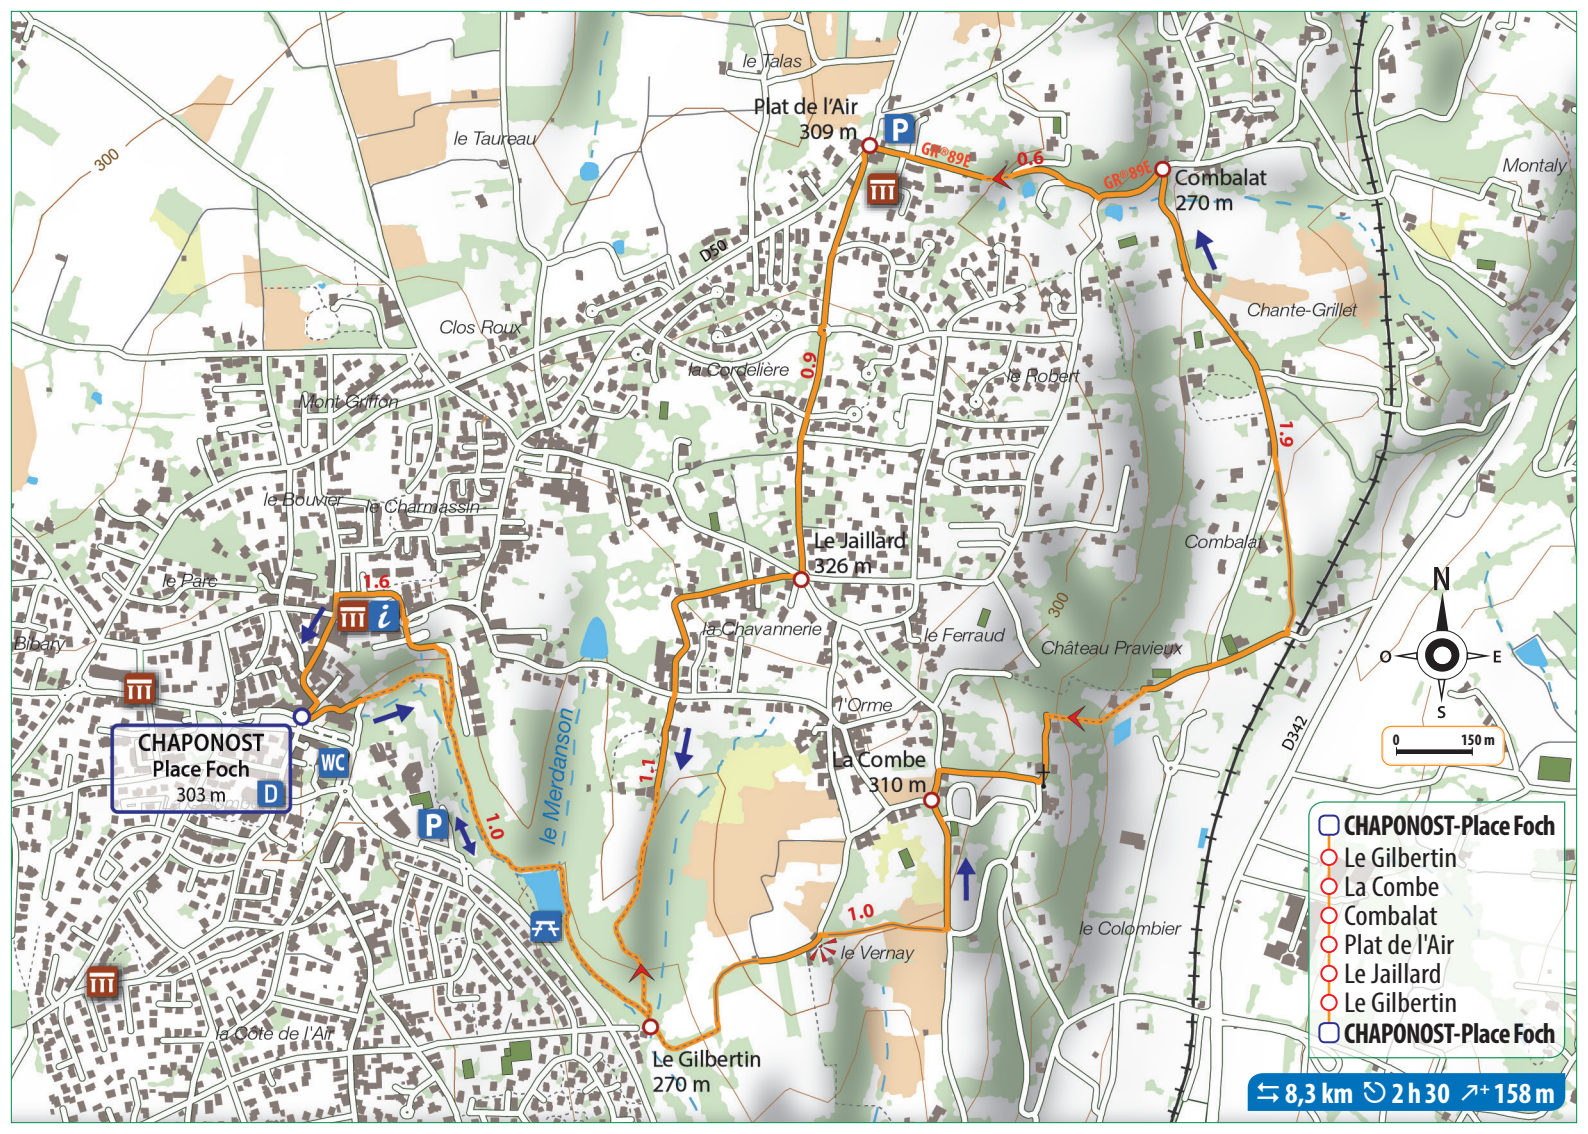 le Talas
Plat de l'Air
309 m
P
le Taureau
GR®89E
0.6
GR®89E
Combalat
270 m
Montaly
300
D50
Chante-Grillet
Clos Roux
0.9
la Cordelière
le Robert
Mont Griffon
1.9
le Bouvier
le Charmassin
Le Jaillard
326 m
Combalat
le Parc
1.6
i
300
N
la Chavannerie
le Ferraud
Bibary
Château Pravieux
O
E
S
l'Orme
CHAPONOST
Place Foch
303 m
D
WC
le Merdanson
1.1
La Combe
310 m
D342
0
150 m
P
1.0
1.0
le Vernay
le Colombier
la Côte de l'Air
Le Gilbertin
270 m
CHAPONOST-Place Foch
Le Gilbertin
La Combe
Combalat
Plat de l'Air
Le Jaillard
Le Gilbertin
CHAPONOST-Place Foch
8,3 km 2 h 30 + 158 m